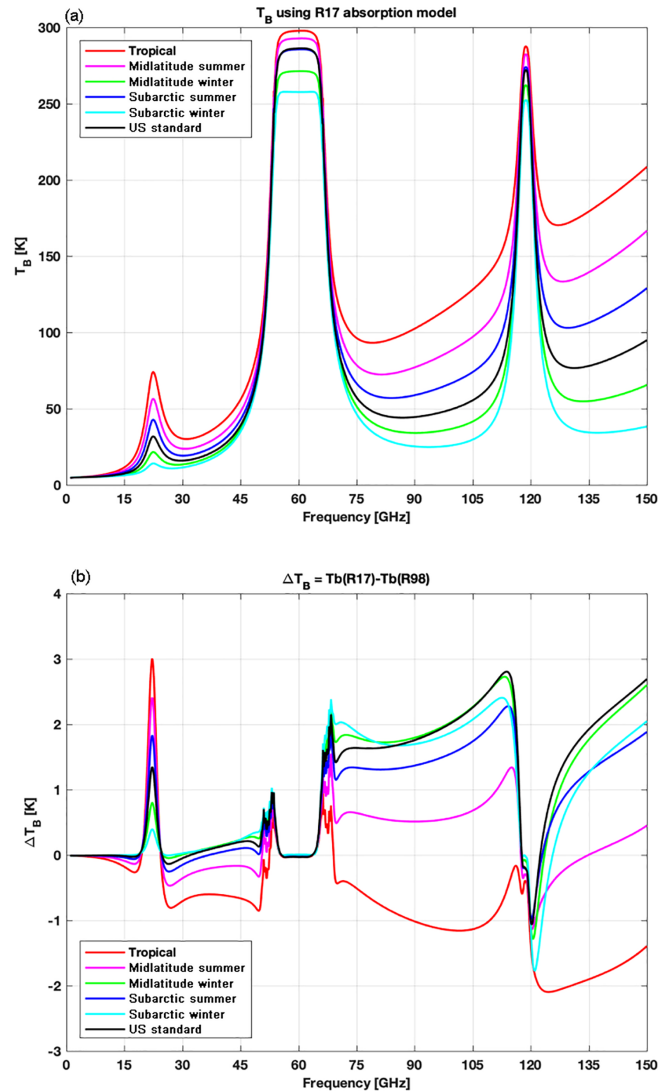 (a)
T_B using R17 absorption model
300
250
200
150
100
50
0
T_B [K]
Tropical
Midlatitude summer
Midlatitude winter
Subarctic summer
Subarctic winter
US standard
0 15 30 45 60 75 90 105 120 135 150
Frequency [GHz]
(b)
ΔT_B = Tb(R17)-Tb(R98)
4
3
2
1
0
-1
-2
-3
ΔT_B [K]
Tropical
Midlatitude summer
Midlatitude winter
Subarctic summer
Subarctic winter
US standard
0 15 30 45 60 75 90 105 120 135 150
Frequency [GHz]